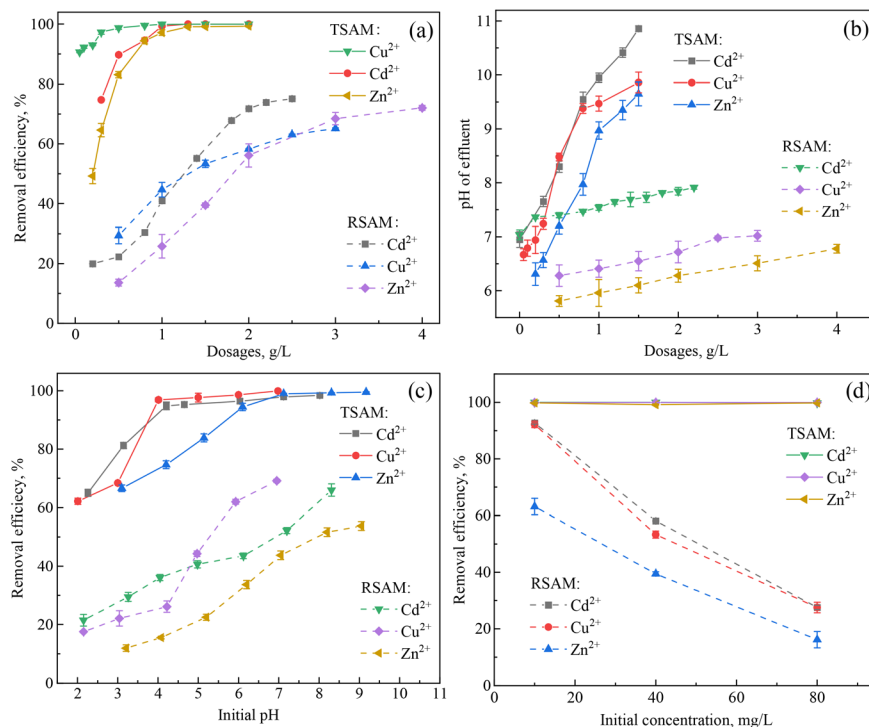 (a)
Removal efficiency, %
100
80
60
40
20
0
TSAM:
Cu²⁺
Cd²⁺
Zn²⁺
RSAM:
Cd²⁺
Cu²⁺
Zn²⁺
0
1
2
3
4
Dosages, g/L
(b)
pH of effluent
11
10
9
8
7
6
TSAM:
Cd²⁺
Cu²⁺
Zn²⁺
RSAM:
Cd²⁺
Cu²⁺
Zn²⁺
0
1
2
3
4
Dosages, g/L
(c)
Removal efficiecy, %
100
80
60
40
20
0
TSAM:
Cd²⁺
Cu²⁺
Zn²⁺
RSAM:
Cd²⁺
Cu²⁺
Zn²⁺
2
3
4
5
6
7
8
9
10
11
Initial pH
(d)
Removal efficiency, %
100
80
60
40
20
0
TSAM:
Cd²⁺
Cu²⁺
Zn²⁺
RSAM:
Cd²⁺
Cu²⁺
Zn²⁺
0
20
40
60
80
Initial concentration, mg/L